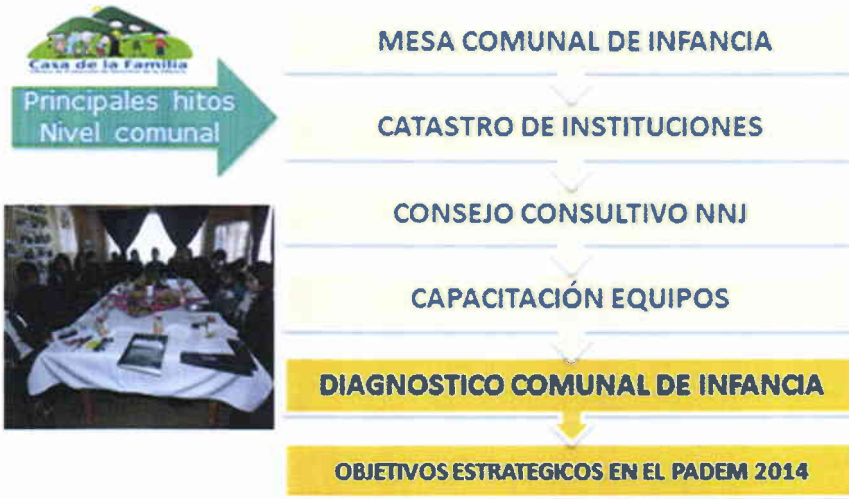 Casa de la Familia
Principales hitos
Nivel comunal
MESA COMUNAL DE INFANCIA
CATASTRO DE INSTITUCIONES
CONSEJO CONSULTIVO NNJ
CAPACITACIÓN EQUIPOS
DIAGNOSTICO COMUNAL DE INFANCIA
OBJETIVOS ESTRATEGICOS EN EL PADEM 2014